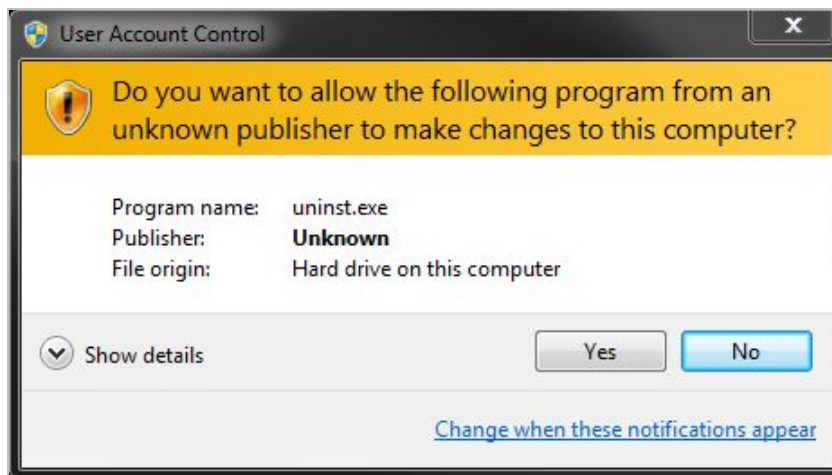 User Account Control
X
Do you want to allow the following program from an
unknown publisher to make changes to this computer?
Program name: uninst.exe
Publisher: Unknown
File origin: Hard drive on this computer
Show details
Yes No
Change when these notifications appear